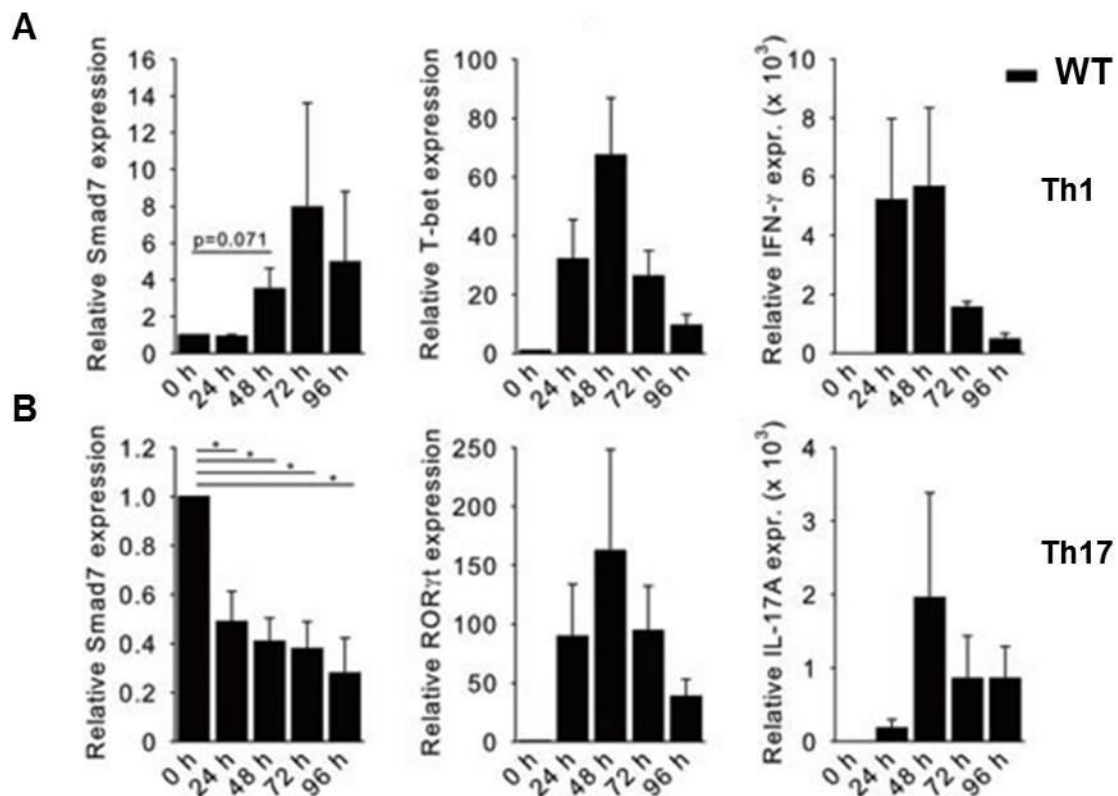 A
Relative Smad7 expression
16
14
12
10
8
6
4
2
0
p=0.071
0 h
24 h
48 h
72 h
96 h
Relative T-bet expression
100
80
60
40
20
0
0 h
24 h
48 h
72 h
96 h
Relative IFN-γ expr. (x 10³)
10
8
6
4
2
0
0 h
24 h
48 h
72 h
96 h
WT
Th1
B
Relative Smad7 expression
1.2
1.0
0.8
0.6
0.4
0.2
0
*
*
*
*
0 h
24 h
48 h
72 h
96 h
Relative RORγt expression
250
200
150
100
50
0
0 h
24 h
48 h
72 h
96 h
Relative IL-17A expr. (x 10³)
4
3
2
1
0
0 h
24 h
48 h
72 h
96 h
Th17